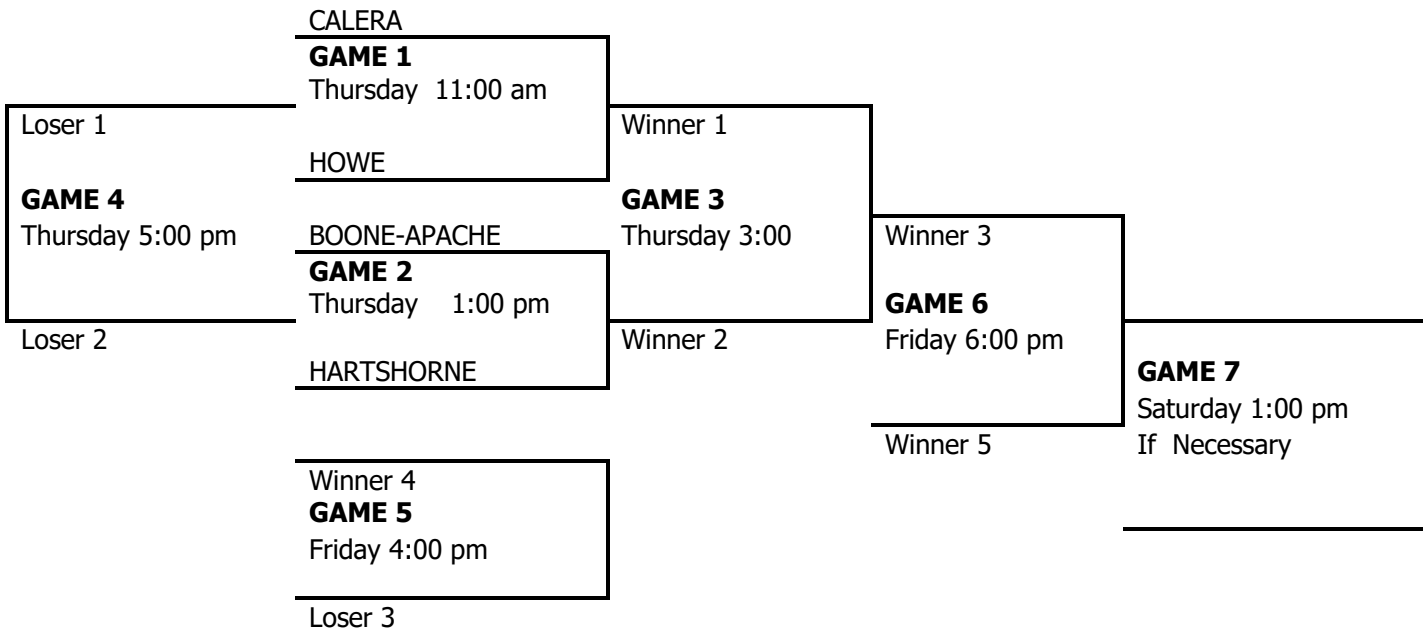 CALERA
GAME 1
Thursday 11:00 am
Loser 1
Winner 1
HOWE
GAME 4
GAME 3
Thursday 5:00 pm
BOONE-APACHE
Thursday 3:00
Winner 3
GAME 2
Thursday 1:00 pm
GAME 6
Loser 2
Winner 2
Friday 6:00 pm
HARTSHORNE
GAME 7
Saturday 1:00 pm
Winner 5
If Necessary
Winner 4
GAME 5
Friday 4:00 pm
Loser 3